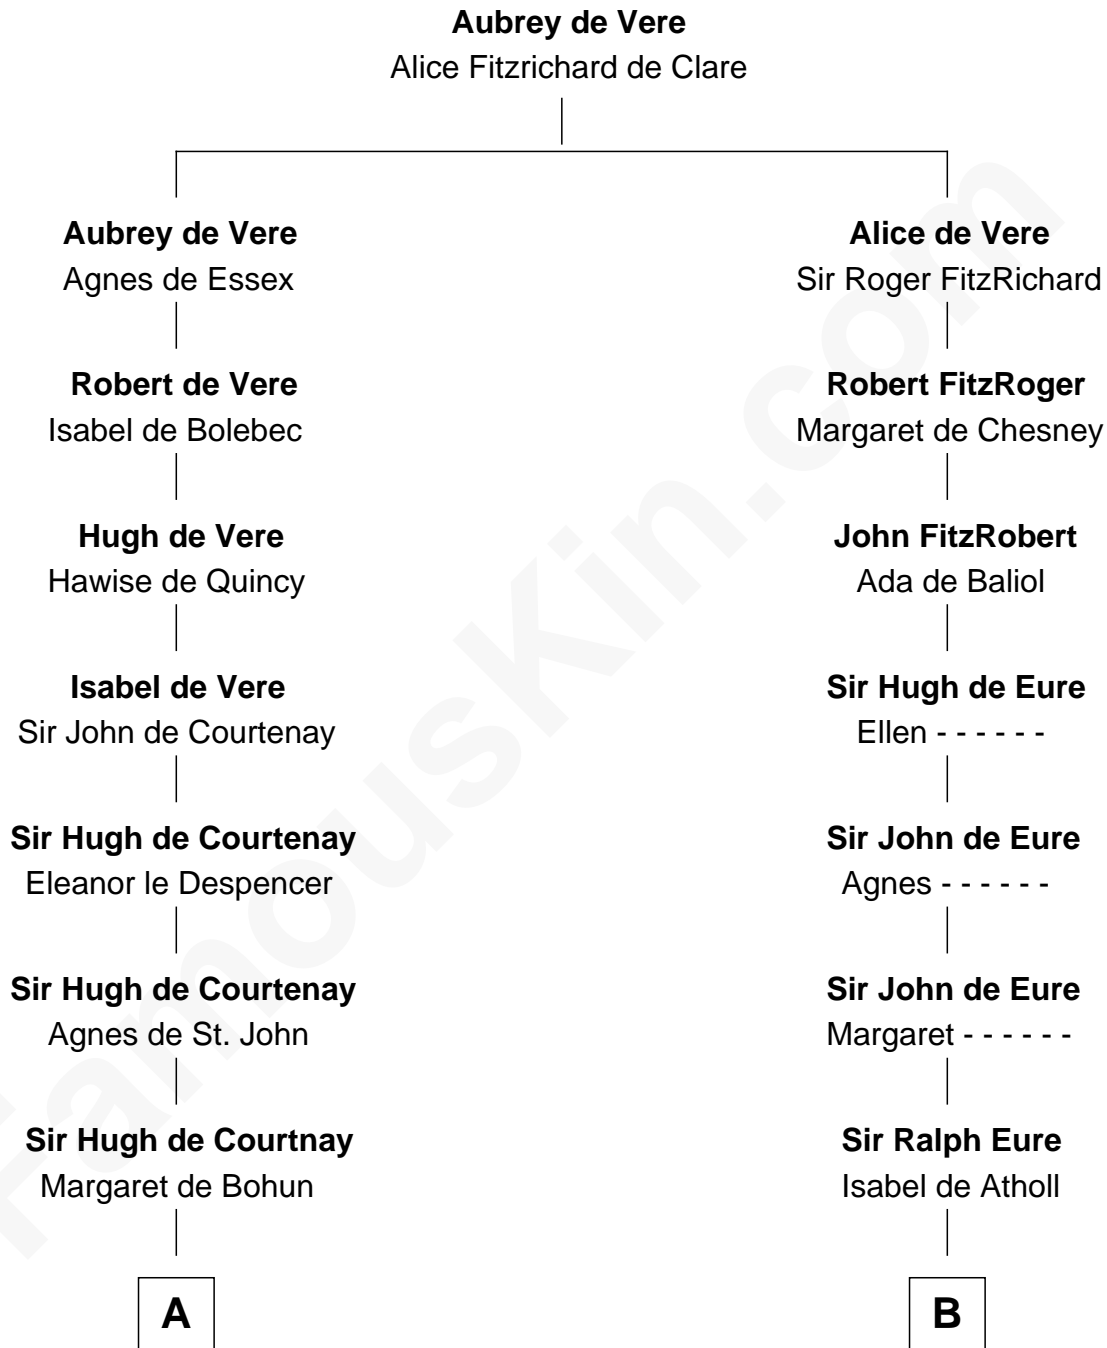 Aubrey de Vere
Alice Fitzrichard de Clare
Aubrey de Vere
Agnes de Essex
Robert de Vere
Isabel de Bolebec
Hugh de Vere
Hawise de Quincy
Isabel de Vere
Sir John de Courtenay
Sir Hugh de Courtenay
Eleanor le Despencer
Sir Hugh de Courtenay
Agnes de St. John
Sir Hugh de Courtnay
Margaret de Bohun
A
Alice de Vere
Sir Roger FitzRichard
Robert FitzRoger
Margaret de Chesney
John FitzRobert
Ada de Baliol
Sir Hugh de Eure
Ellen - - - - - -
Sir John de Eure
Agnes - - - - - -
Sir John de Eure
Margaret - - - - - -
Sir Ralph Eure
Isabel de Atholl
B
FamousKin.com